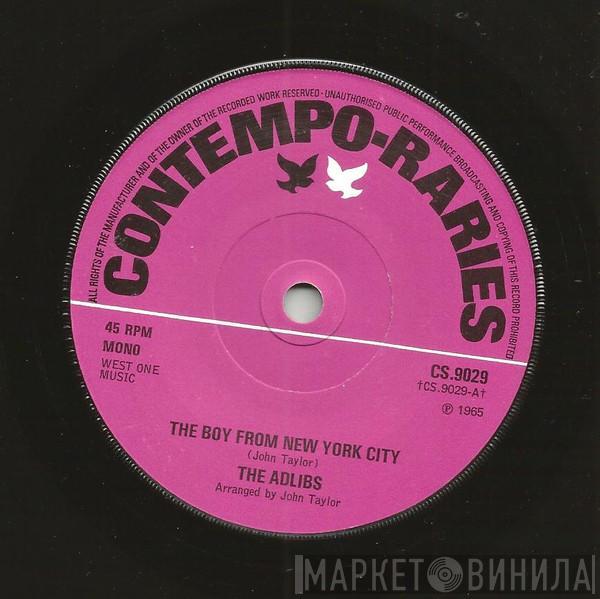 ALL RIGHTS OF THE MANUFACTURER AND OF THE OWNER OF THE RECORDED WORK RESERVED · UNAUTHORISED PUBLIC PERFORMANCE BROADCASTING AND COPYING OF THIS RECORD PROHIBITED
CONTEMPO-RARIES
45 RPM
MONO
WEST ONE
MUSIC
CS.9029
†CS.9029-A†
℗ 1965
THE BOY FROM NEW YORK CITY
(John Taylor)
THE ADLIBS
Arranged by John Taylor
МАРКЕТ ВИНИЛА